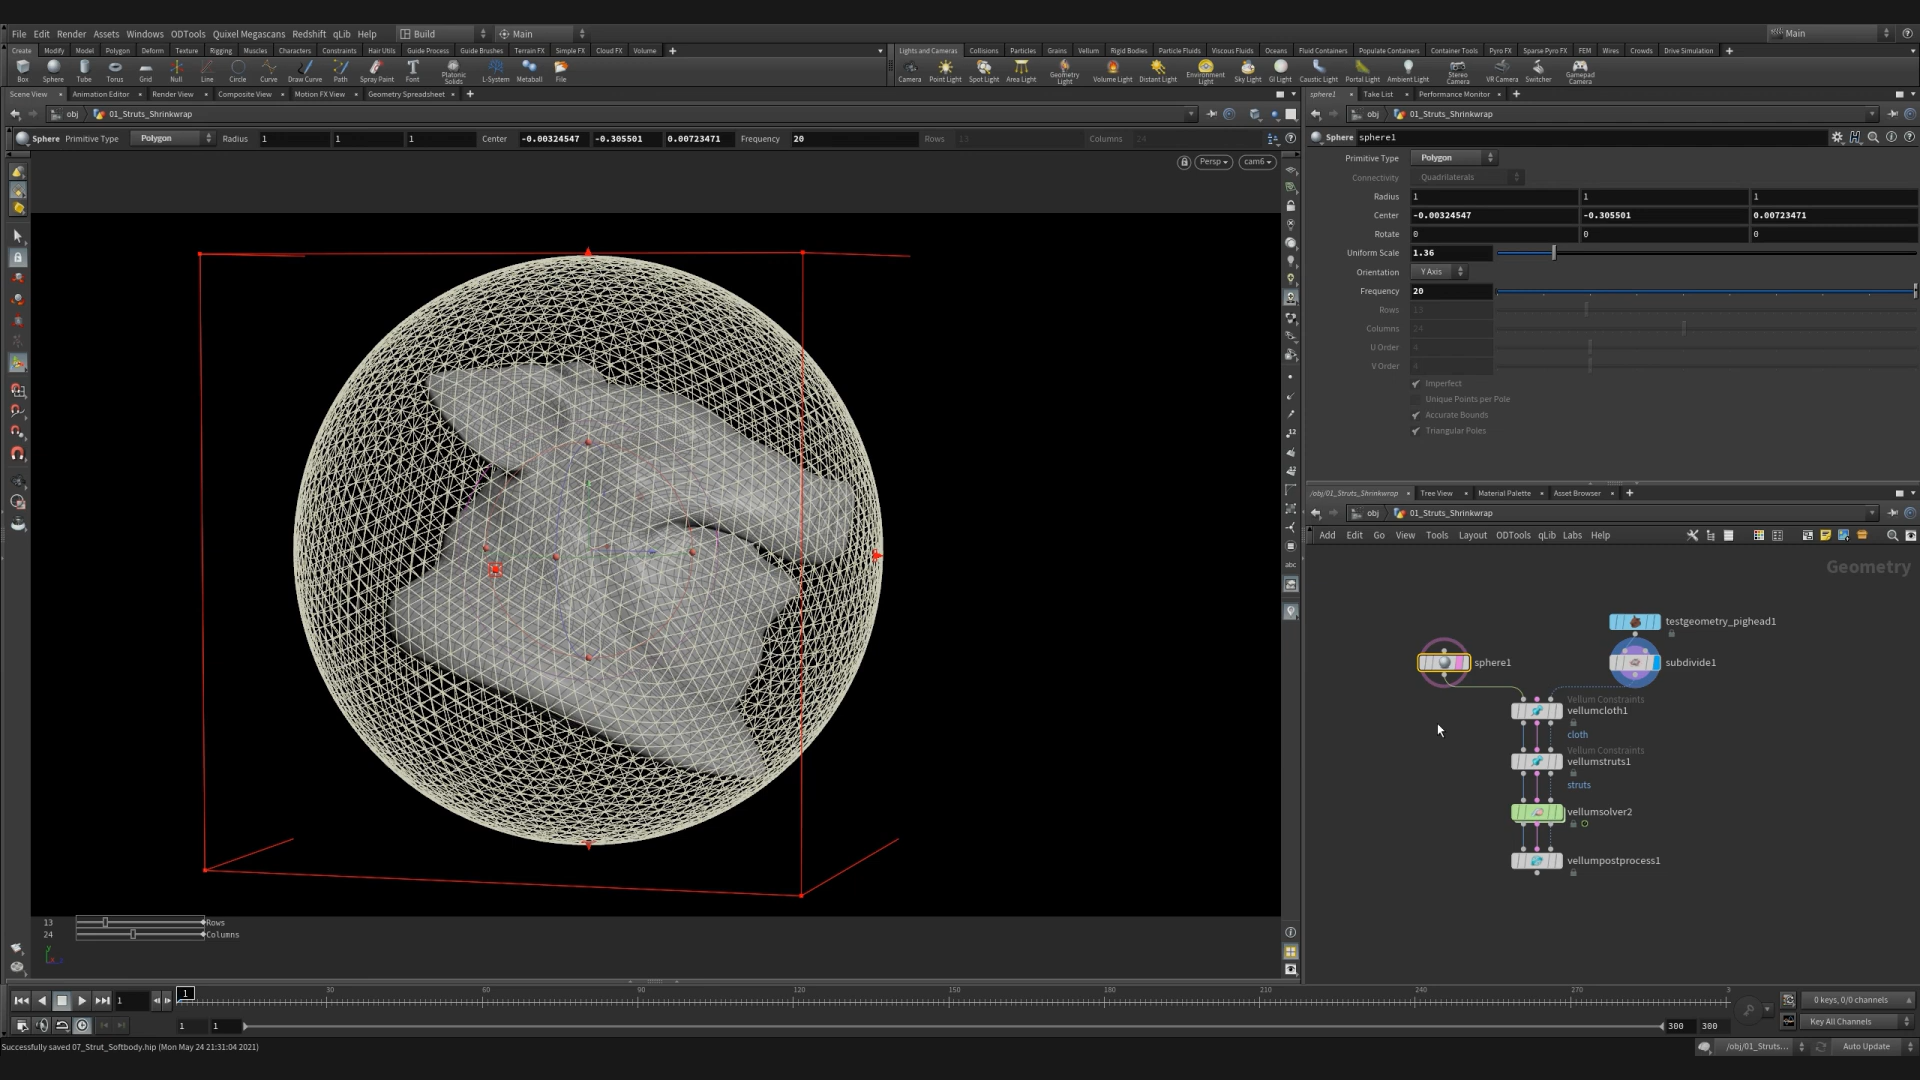 File Edit Render Assets Windows ODTools Quixel Megascans Redshift qLib Help Build Main Main
Create Modify Model Polygon Deform Texture Rigging Muscles Characters Constraints Hair Utils Guide Process Guide Brushes Terrain FX Simple FX Cloud FX Volume
Lights and Cameras Collisions Particles Grains Vellum Rigid Bodies Particle Fluids Viscous Fluids Oceans Fluid Containers Populate Containers Container Tools Pyro FX Sparse Pyro FX FEM Wires Crowds Drive Simulation
Box Sphere Tube Torus Grid Null Line Circle Curve Draw Curve Path Spray Paint Font Platonic Solids L-System Metaball File
Camera Point Light Spot Light Area Light Geometry Light Volume Light Distant Light Environment Light Sky Light GI Light Caustic Light Portal Light Ambient Light Stereo Camera VR Camera Switcher Gamepad Camera
Scene View Animation Editor Render View Composite View Motion FX View Geometry Spreadsheet
obj 01_Struts_Shrinkwrap
Sphere Primitive Type Polygon Radius 1 1 1 Center -0.00324547 -0.305501 0.00723471 Frequency 20 Rows 13 Columns 24
Persp cam6
sphere1 Take List Performance Monitor
obj 01_Struts_Shrinkwrap
Sphere sphere1
Primitive Type Polygon
Connectivity Quadrilaterals
Radius 1 1 1
Center -0.00324547 -0.305501 0.00723471
Rotate 0 0 0
Uniform Scale 1.36
Orientation Y Axis
Frequency 20
Rows 13
Columns 24
U Order 4
V Order 4
Imperfect
Unique Points per Pole
Accurate Bounds
Triangular Poles
/obj/01_Struts_Shrinkwrap Tree View Material Palette Asset Browser
obj 01_Struts_Shrinkwrap
Add Edit Go View Tools Layout ODTools qLib Labs Help
Geometry
testgeometry_pighead1
sphere1
subdivide1
Vellum Constraints
vellumcloth1
cloth
Vellum Constraints
vellumstruts1
struts
vellumsolver2
vellumpostprocess1
abc
13 Rows
24 Columns
y
1 1 30 60 90 120 150 180 210 240 270 3
0 keys, 0/0 channels
1 1 300 300 Key All Channels
Successfully saved 07_Strut_Softbody.hip (Mon May 24 21:31:04 2021)
/obj/01_Struts... Auto Update